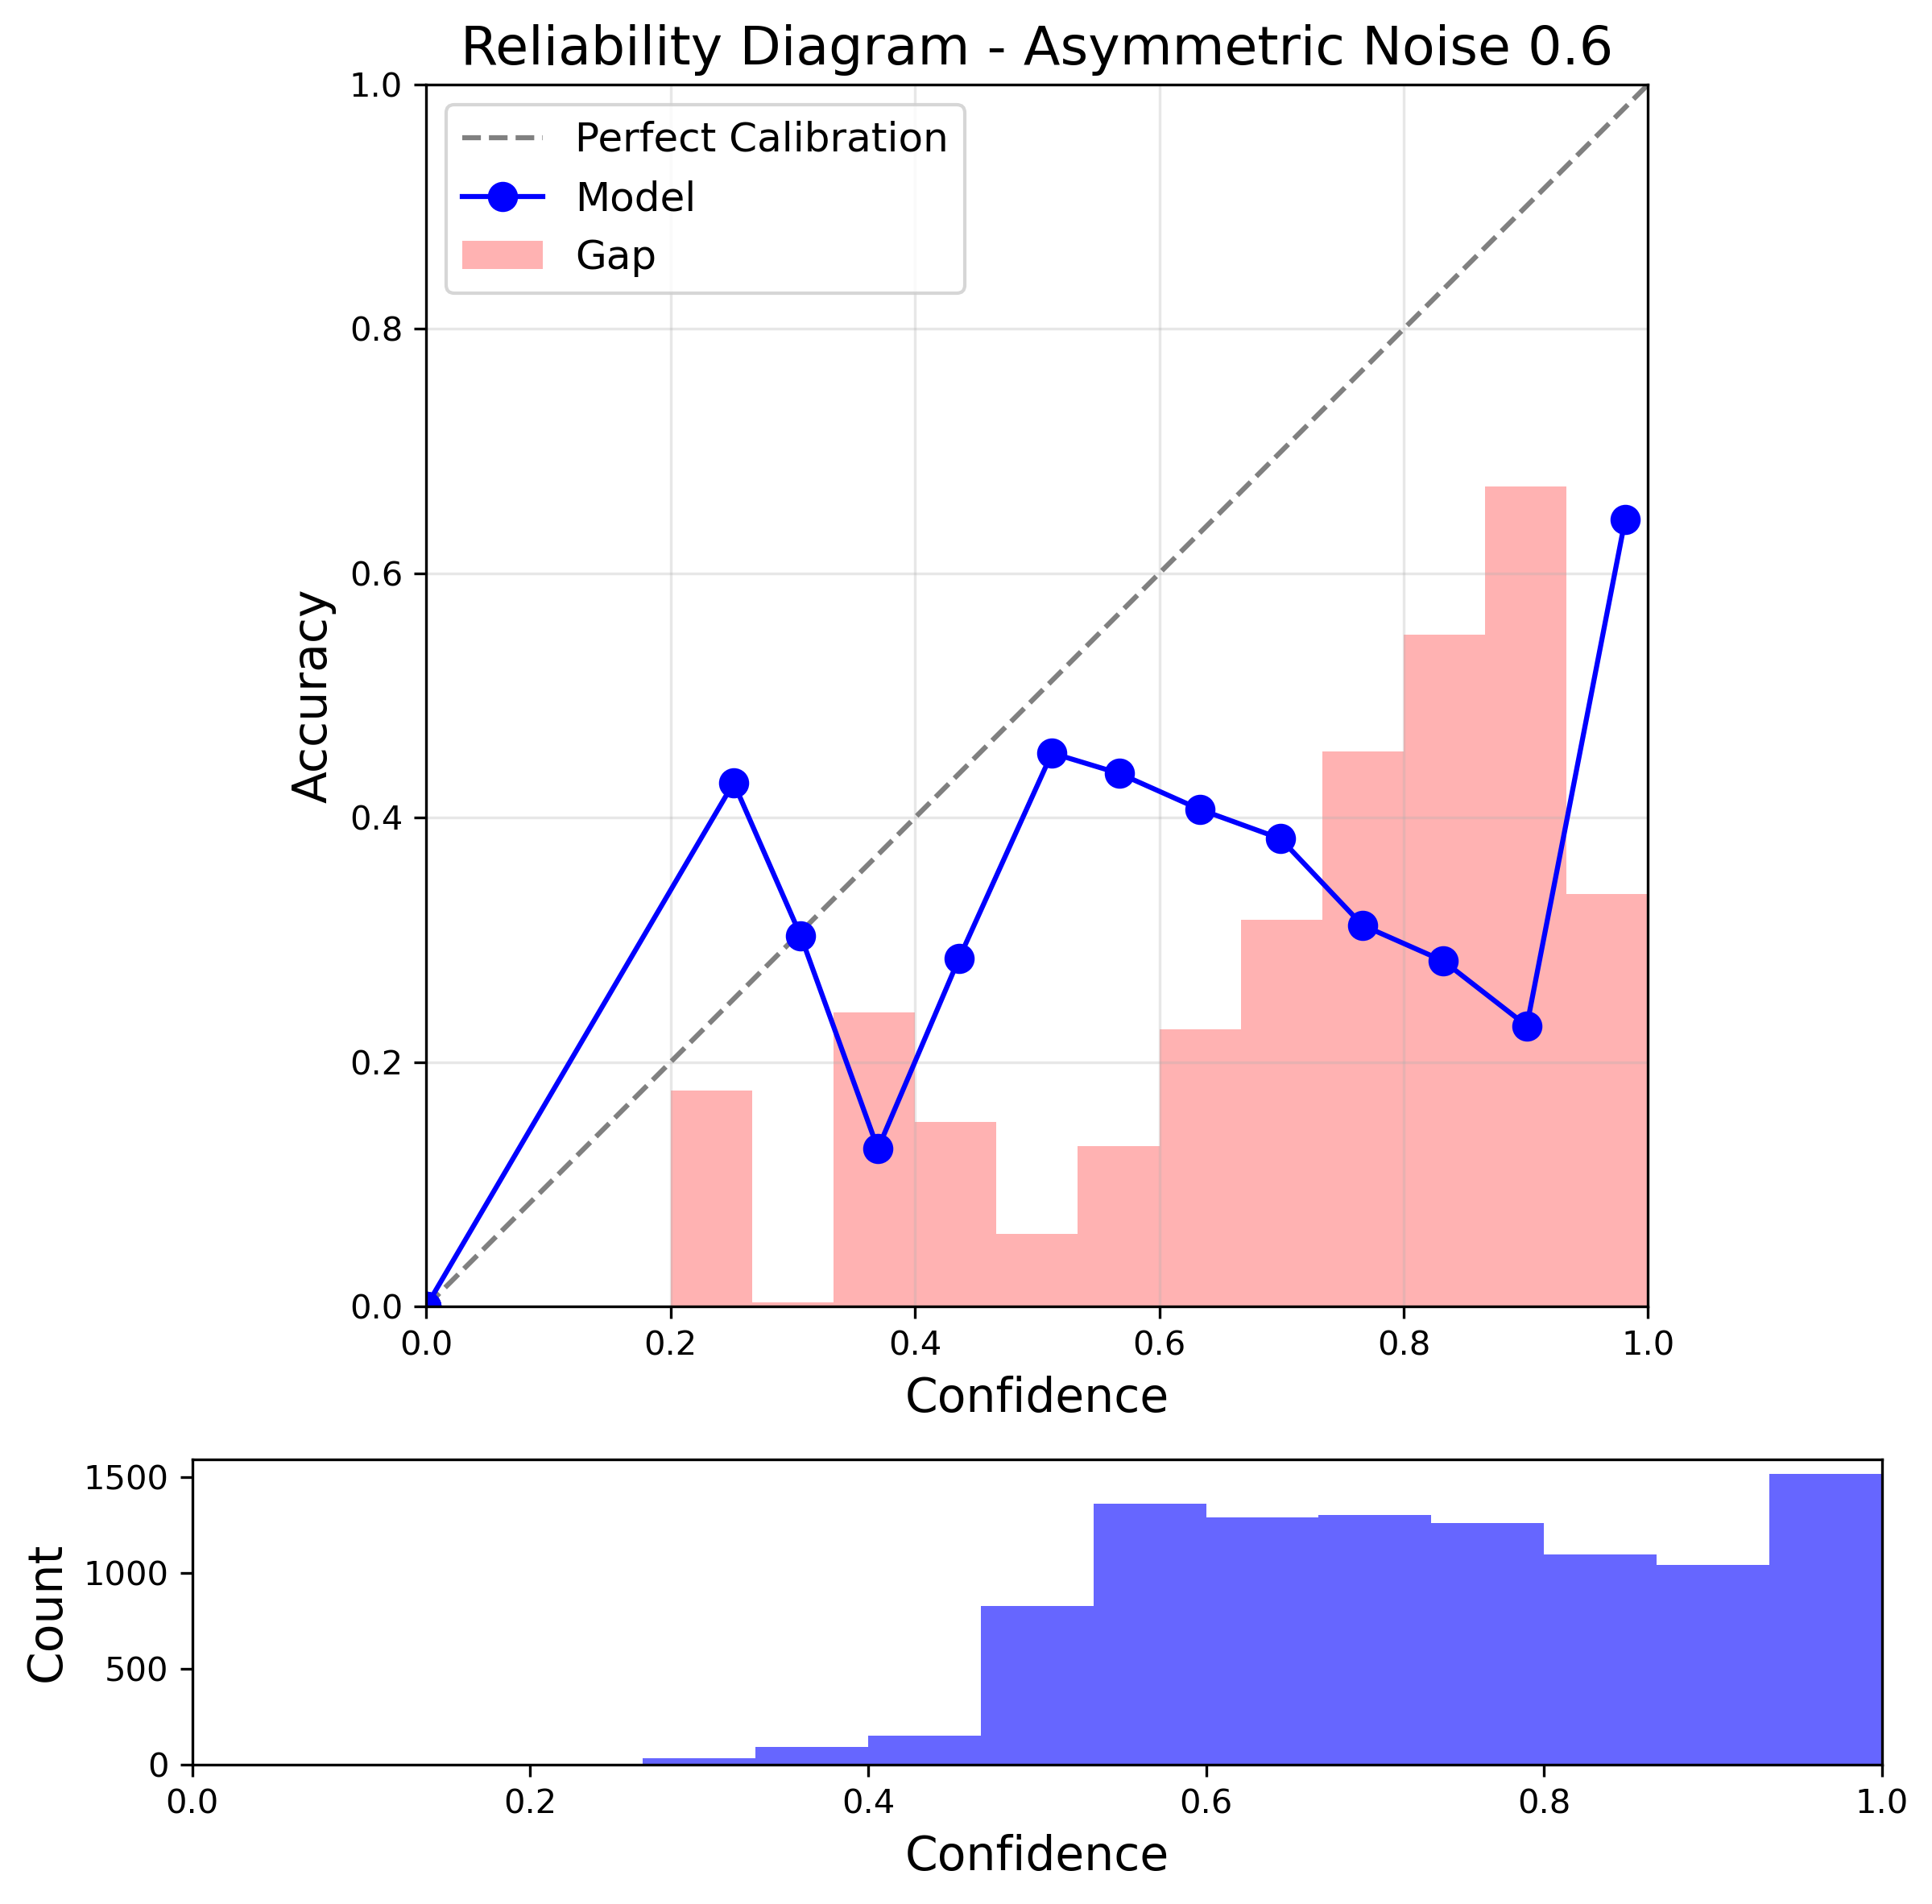 Reliability Diagram - Asymmetric Noise 0.6
1.0
0.8
0.6
0.4
0.2
0.0
Accuracy
Perfect Calibration
Model
Gap
0.0 0.2 0.4 0.6 0.8 1.0
Confidence
1500
1000
500
0
Count
0.0 0.2 0.4 0.6 0.8 1.0
Confidence